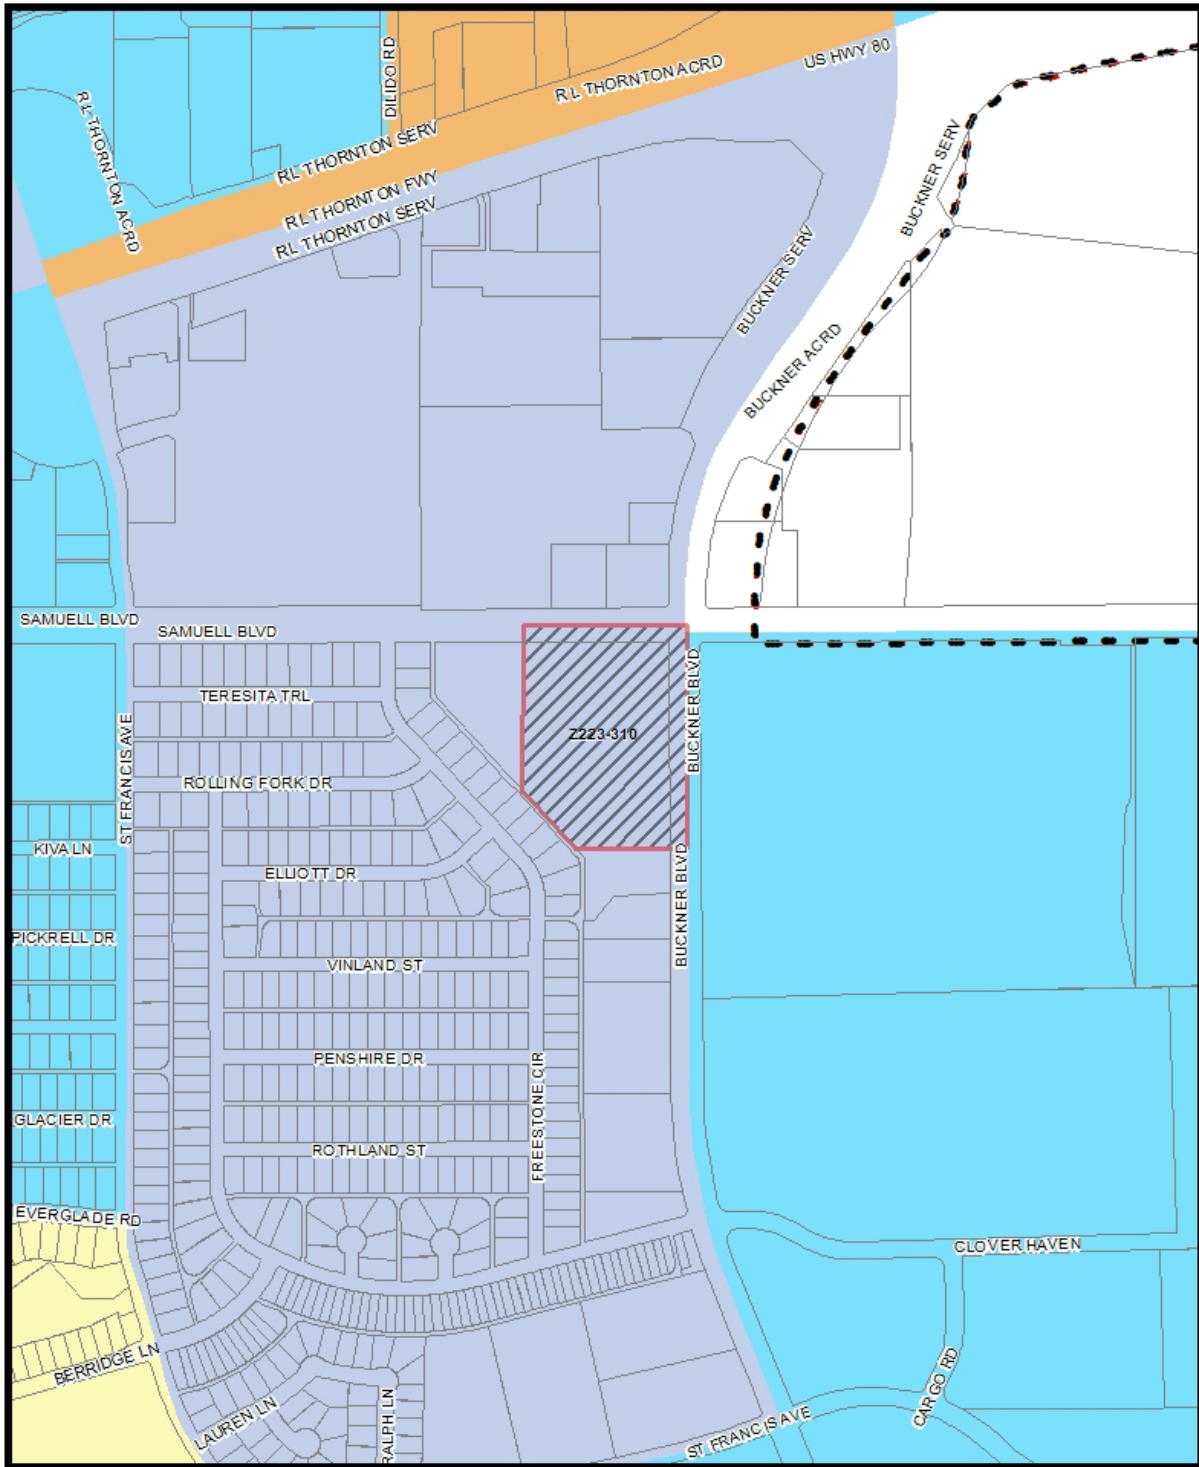 US HWY 80
DILIDO RD
R L THORNTON ACRD
R L THORNTON ACRD
RL THORNTON SERV
BUCKNER SERV
R L THORNTON FWY
RL THORNTON SERV
BUCKNER SERV
BUCKNER ACRD
SAMUELL BLVD
SAMUELL BLVD
TERESITA TRL
BUCKNER BLVD
Z223-310
ST FRANCIS AVE
ROLLING FORK DR
KIVA LN
ELLIOTT DR
BUCKNER BLVD
PICKRELL DR
VINLAND ST
PENSHIRE DR
FREESTONE CIR
GLACIER DR
ROTHLAND ST
EVERGLADE RD
CLOVER HAVEN
BERRIDGE LN
CARGO RD
LAUREN LN
RALPH LN
ST FRANCIS AVE